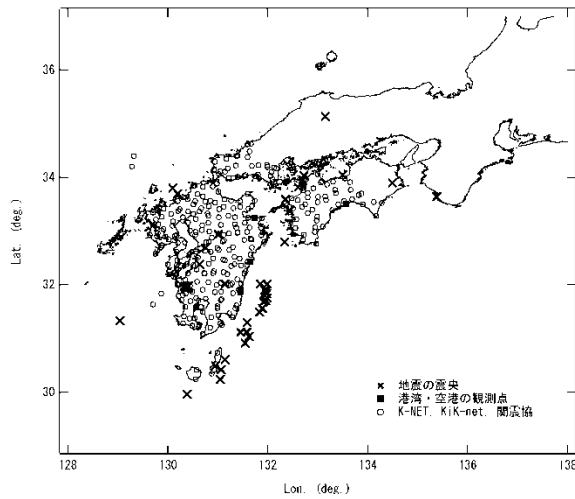 36
34
32
30
Lat. (deg.)
× 地震の震央
■ 港湾・空港の観測点
○ K-NET. KiK-net. 関震協
128
130
132
134
136
138
Lon. (deg.)